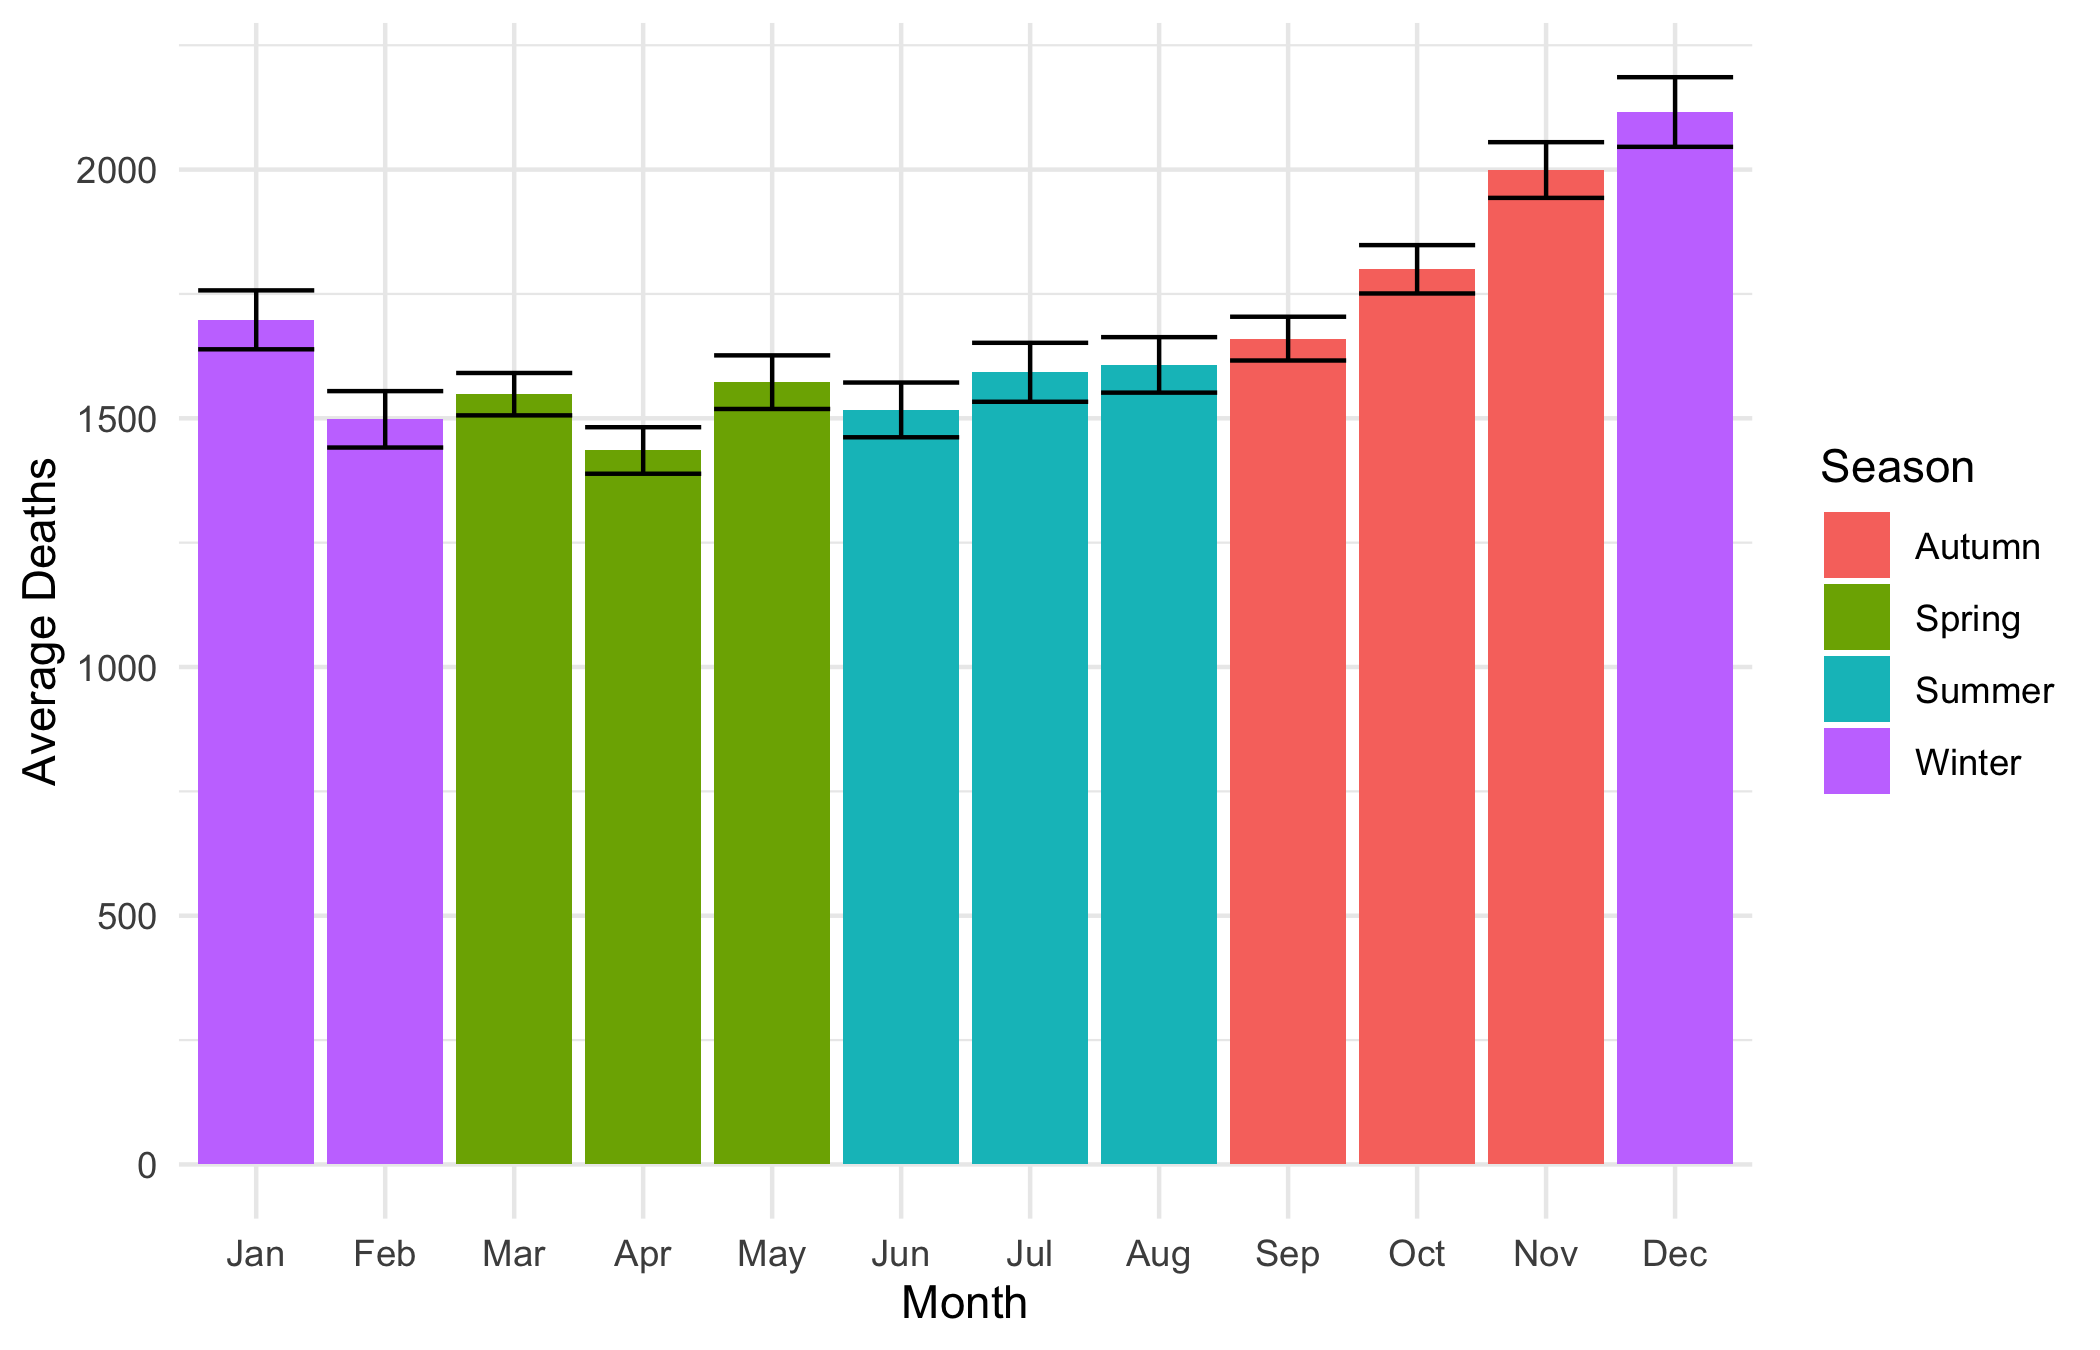 2000
1500
1000
500
0
Average Deaths
Jan Feb Mar Apr May Jun Jul Aug Sep Oct Nov Dec
Month
Season
Autumn
Spring
Summer
Winter